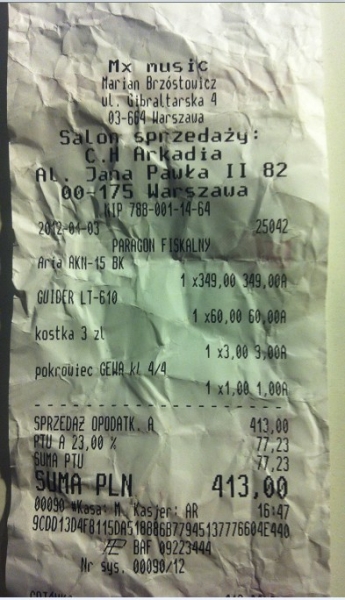 Mx music
Marian Brzóstowicz
ul. Gibraltarska 4
03-664 Warszawa
Salon sprzedaży:
C.H Arkadia
Al. Jana Pawła II 82
00-175 Warszawa
NIP 788-001-14-64
2012-01-03 25042
PARAGON FISKALNY
Aria AKN-15 BK
1 x349,00 349,00A
GUIDER LT-610
1 x60,00 60,00A
kostka 3 zl
1 x3,00 3,00A
pokrowiec GEWA kl 4/4
1 x1,00 1,00A
SPRZEDAŻ OPODATK. A 413,00
PTU A 23,00 % 77,23
SUMA PTU 77,23
SUMA PLN 413,00
00090 #Kasa: M Kasjer: AR 16:47
BAF 09223444
Nr sys. 00090/12